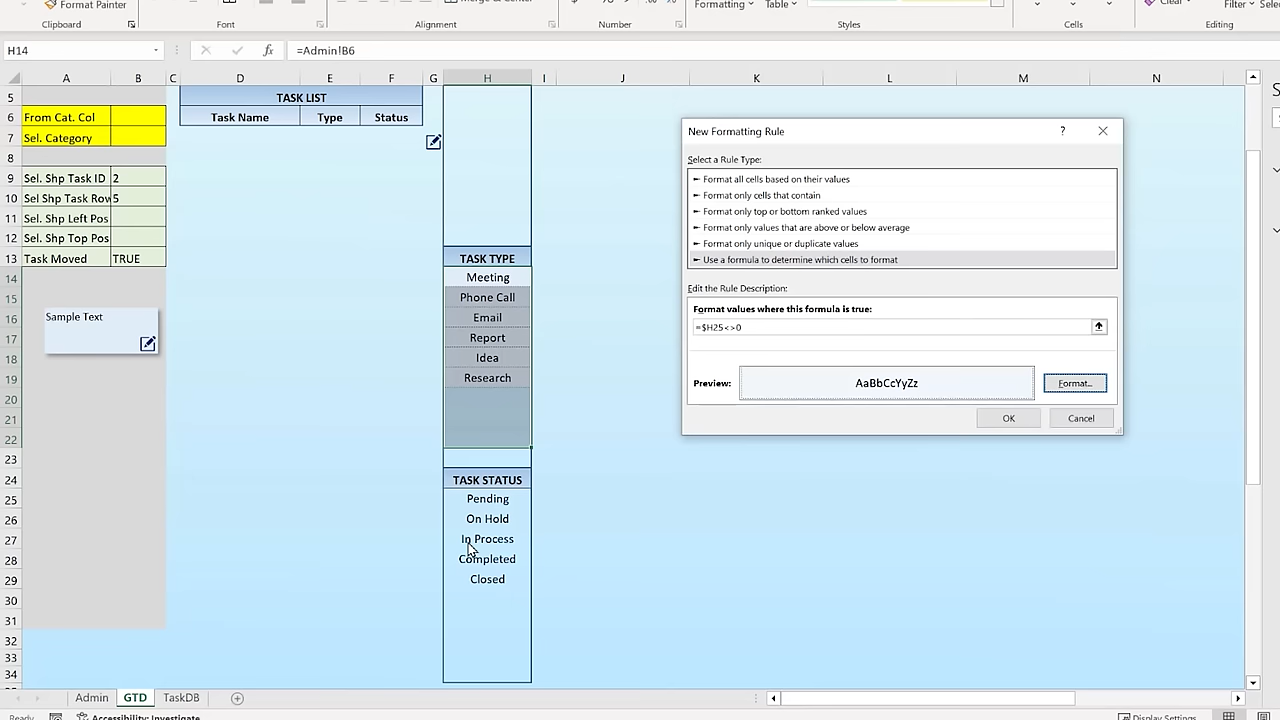 Format Painter
Merge & Center
Formatting
Table
Clear
Filter
Clipboard
Font
Alignment
Number
Styles
Cells
Editing
H14
fx
=Admin!B6
A B C D E F G H I J K L M N
5
TASK LIST
6 From Cat. Col
Task Name Type Status
7 Sel. Category
8
9 Sel. Shp Task ID 2
10 Sel Shp Task Row 5
11 Sel. Shp Left Pos
12 Sel. Shp Top Pos
13 Task Moved TRUE
TASK TYPE
14 Meeting
15 Phone Call
16 Email
Sample Text
17 Report
18 Idea
19 Research
20
21
22
23
24 TASK STATUS
25 Pending
26 On Hold
27 In Process
28 Completed
29 Closed
30
31
32
33
34
New Formatting Rule
?
Select a Rule Type:
► Format all cells based on their values
► Format only cells that contain
► Format only top or bottom ranked values
► Format only values that are above or below average
► Format only unique or duplicate values
► Use a formula to determine which cells to format
Edit the Rule Description:
Format values where this formula is true:
=$H25<>0
Preview:
AaBbCcYyZz
Format...
OK
Cancel
Admin
GTD
TaskDB
Ready
Accessibility: Investigate
Display Settings